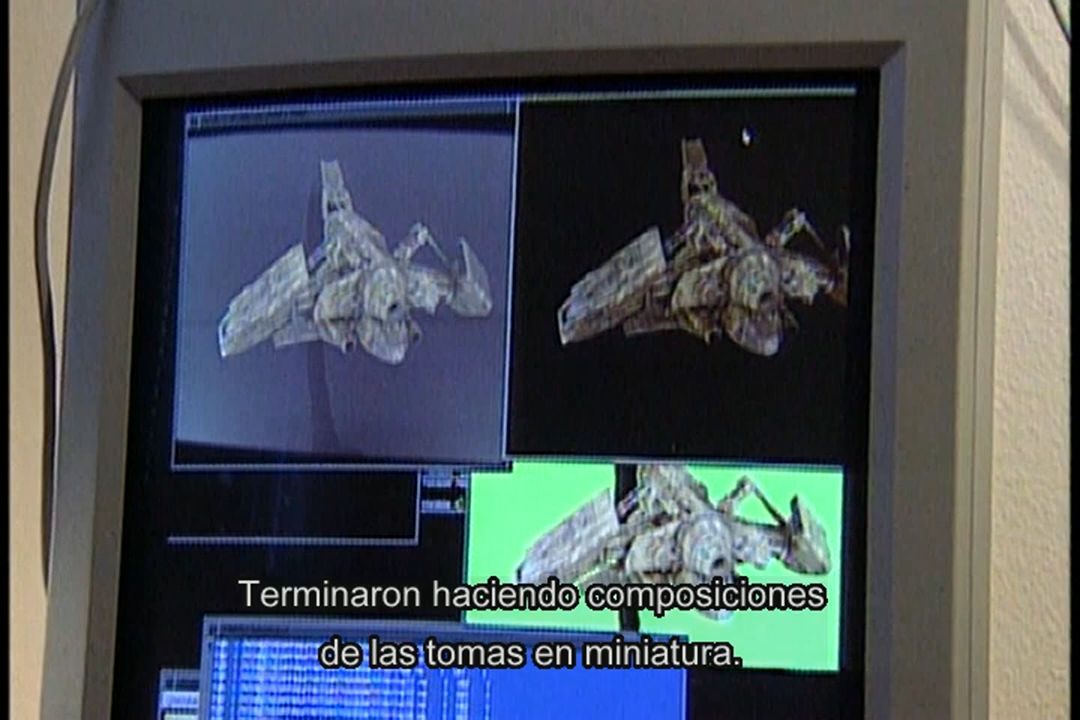 Terminaron haciendo composiciones
de las tomas en miniatura.